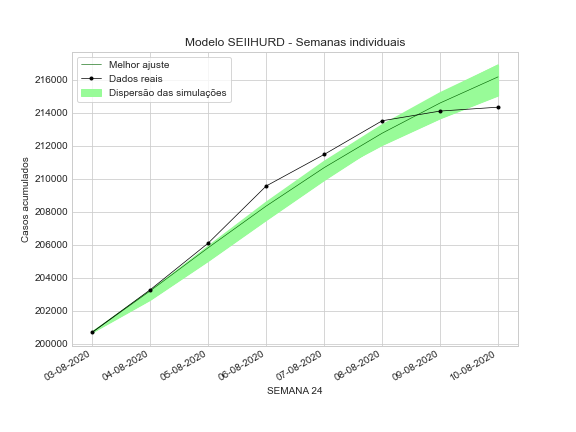 Modelo SEIIHURD - Semanas individuais
Melhor ajuste
Dados reais
Dispersão das simulações
Casos acumulados
216000
214000
212000
210000
208000
206000
204000
202000
200000
03-08-2020
04-08-2020
05-08-2020
06-08-2020
07-08-2020
08-08-2020
09-08-2020
10-08-2020
SEMANA 24